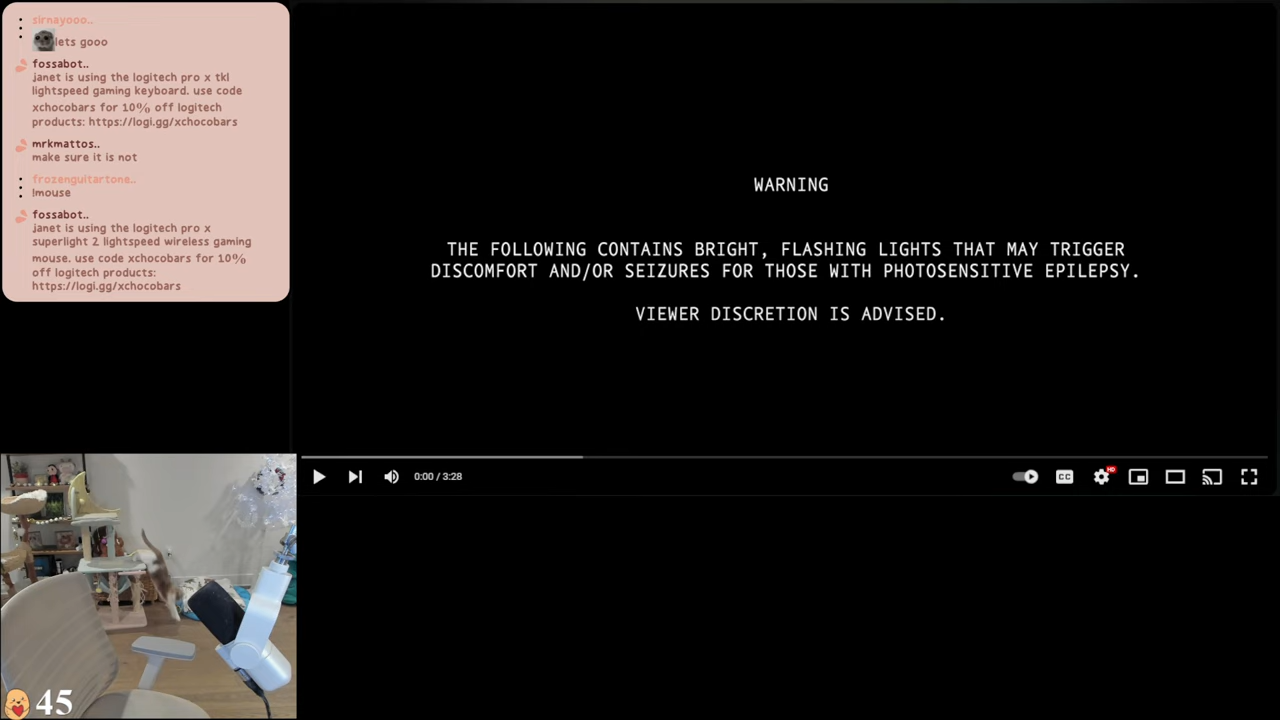 sirnayooo..
lets gooo
fossabot..
janet is using the logitech pro x tkl
lightspeed gaming keyboard. use code
xchocobars for 10% off logitech
products: https://logi.gg/xchocobars
mrkmattos..
make sure it is not
frozenguitartone..
!mouse
fossabot..
janet is using the logitech pro x
superlight 2 lightspeed wireless gaming
mouse. use code xchocobars for 10%
off logitech products:
https://logi.gg/xchocobars
WARNING
THE FOLLOWING CONTAINS BRIGHT, FLASHING LIGHTS THAT MAY TRIGGER
DISCOMFORT AND/OR SEIZURES FOR THOSE WITH PHOTOSENSITIVE EPILEPSY.
VIEWER DISCRETION IS ADVISED.
0:00 / 3:28
CC
HD
45